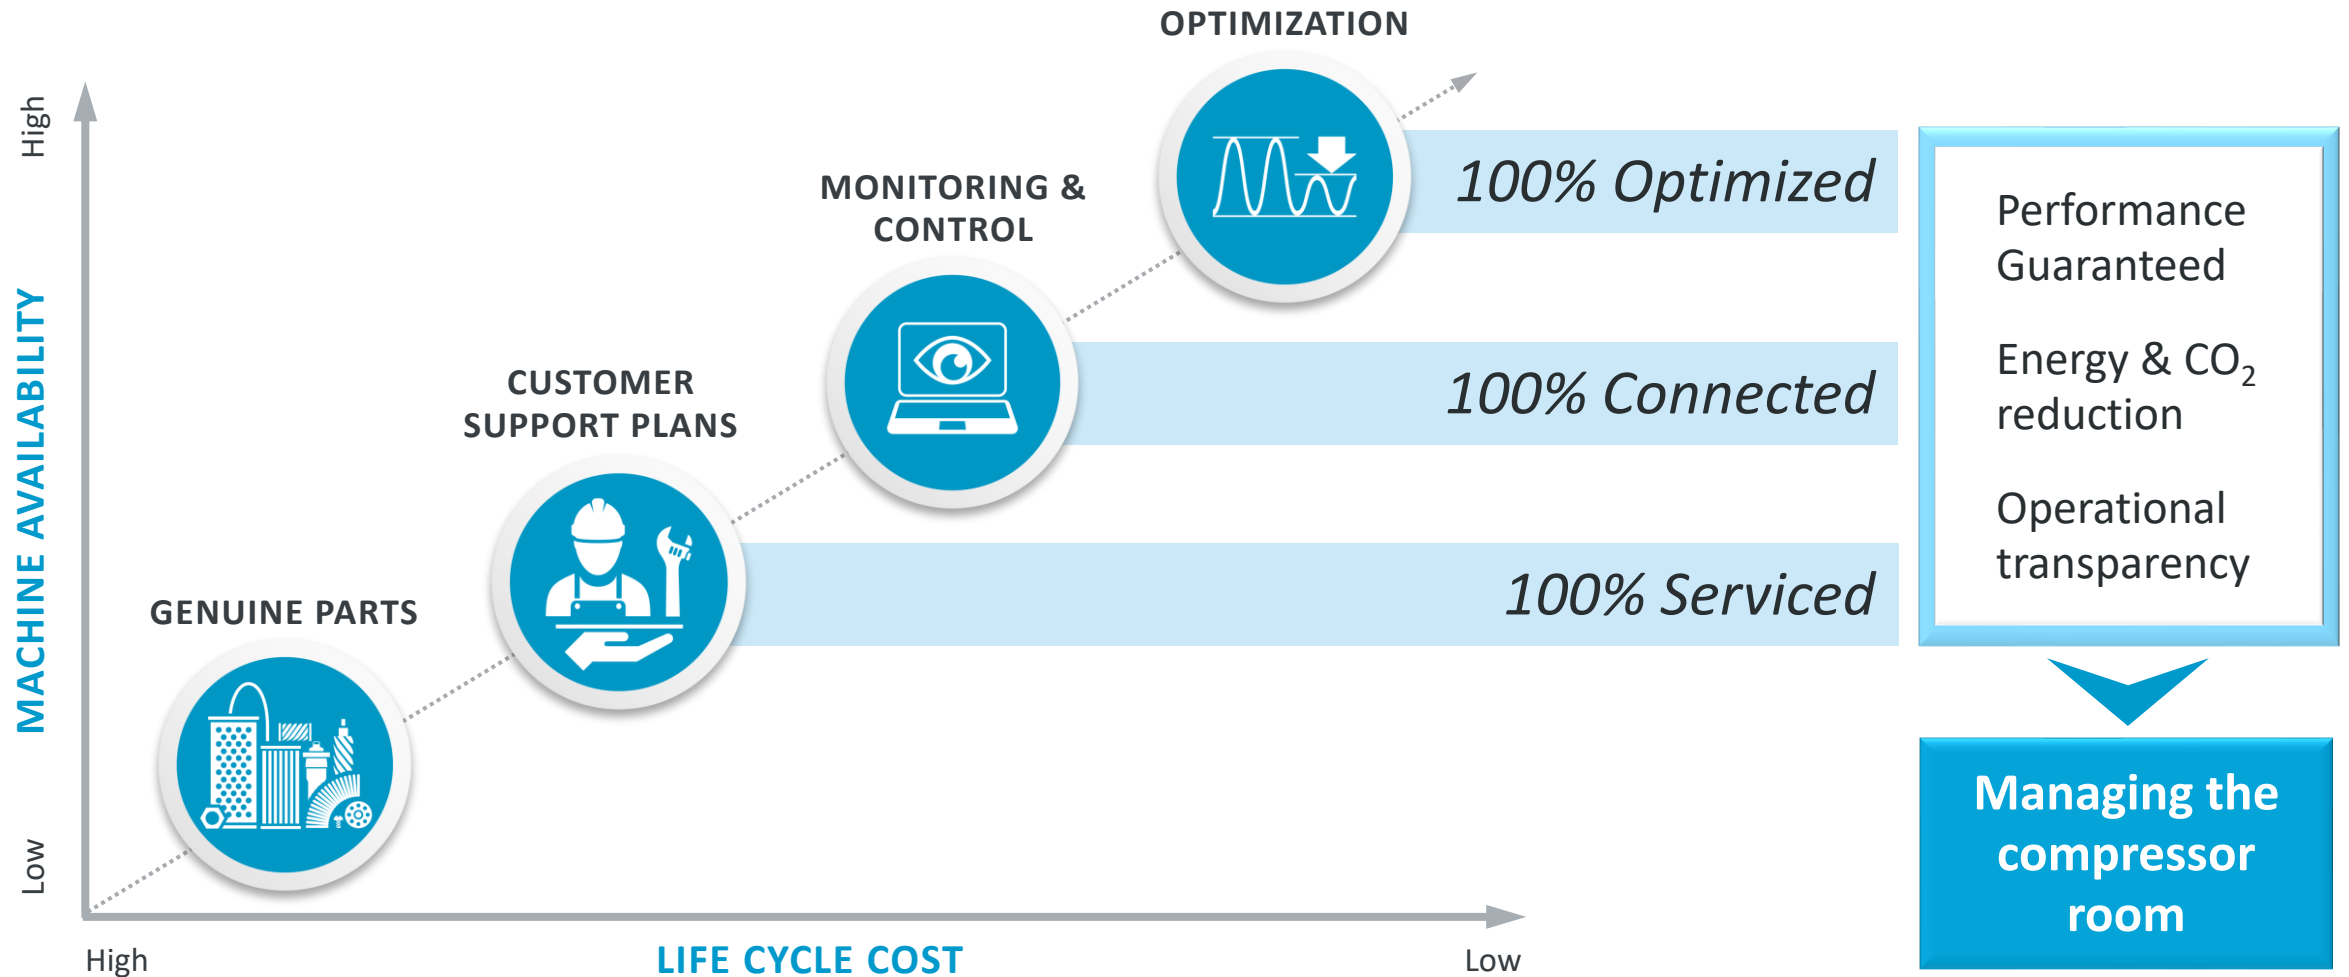 OPTIMIZATION
High
MONITORING &
CONTROL
100% Optimized
Performance
Guaranteed
MACHINE AVAILABILITY
CUSTOMER
SUPPORT PLANS
100% Connected
Energy & CO₂
reduction
GENUINE PARTS
100% Serviced
Operational
transparency
Low
Managing the
compressor
room
High
LIFE CYCLE COST
Low